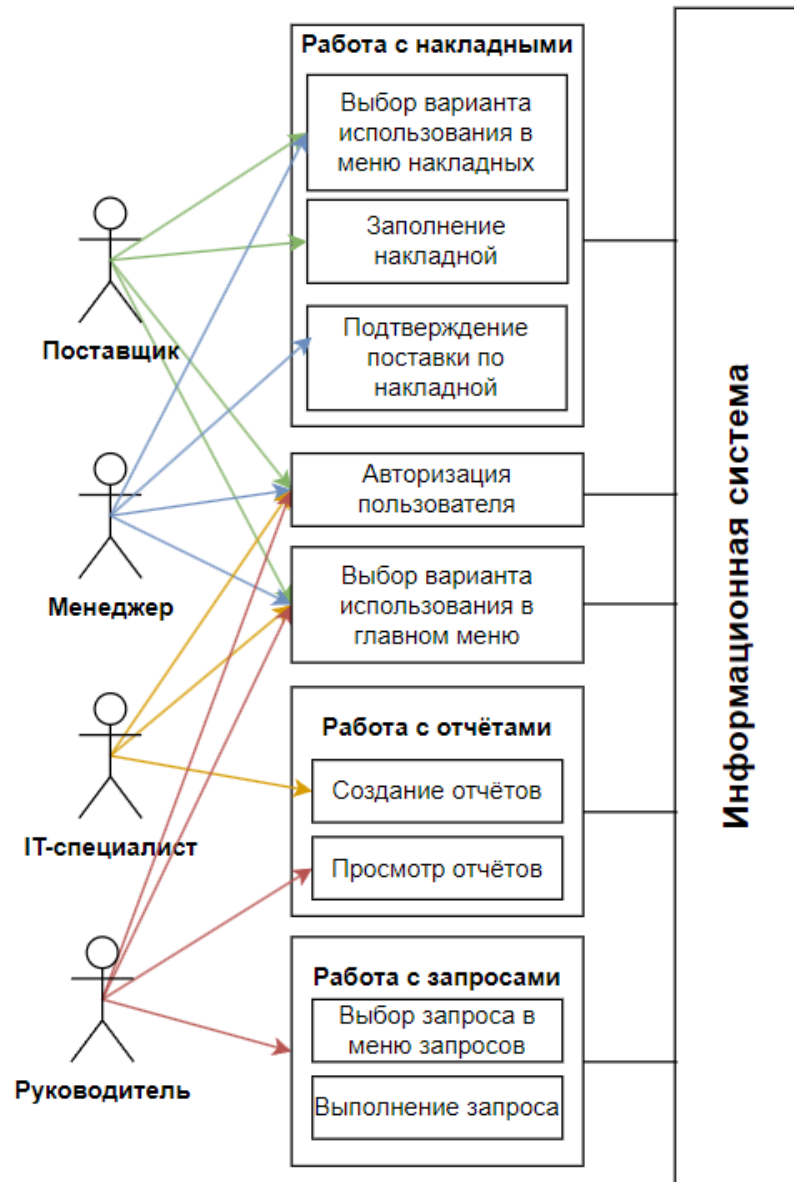 Работа с накладными
Выбор варианта
использования в
меню накладных
Заполнение
накладной
Подтверждение
поставки по
накладной
Поставщик
Авторизация
пользователя
Менеджер
Выбор варианта
использования в
главном меню
Работа с отчётами
Создание отчётов
Просмотр отчётов
IT-специалист
Работа с запросами
Выбор запроса в
меню запросов
Выполнение запроса
Руководитель
Информационная система